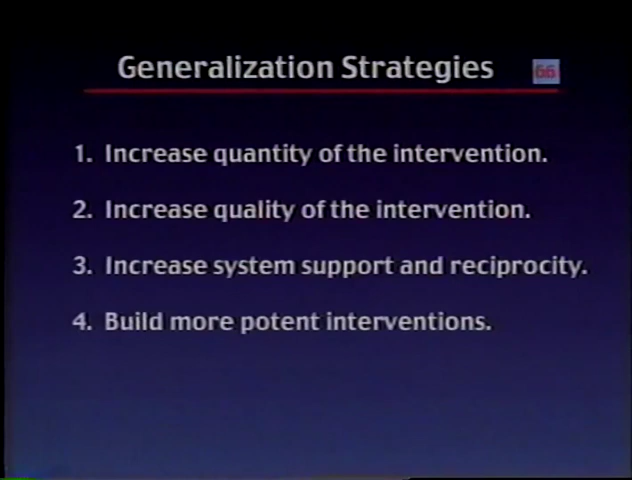 Generalization Strategies 66
1. Increase quantity of the intervention.
2. Increase quality of the intervention.
3. Increase system support and reciprocity.
4. Build more potent interventions.